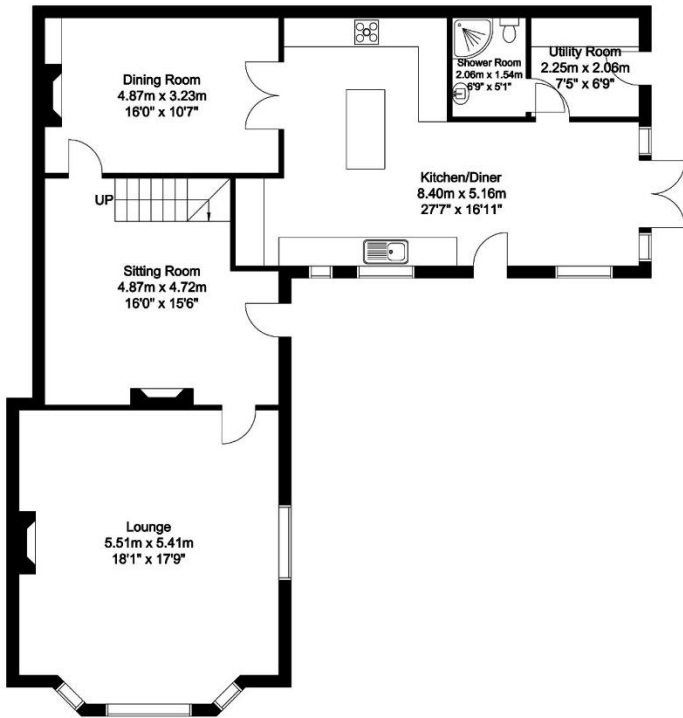 Dining Room
4.87m x 3.23m
16'0" x 10'7"
Shower Room
2.06m x 1.54m
6'9" x 5'1"
Utility Room
2.25m x 2.06m
7'5" x 6'9"
Kitchen/Diner
8.40m x 5.16m
27'7" x 16'11"
UP
Sitting Room
4.87m x 4.72m
16'0" x 15'6"
Lounge
5.51m x 5.41m
18'1" x 17'9"